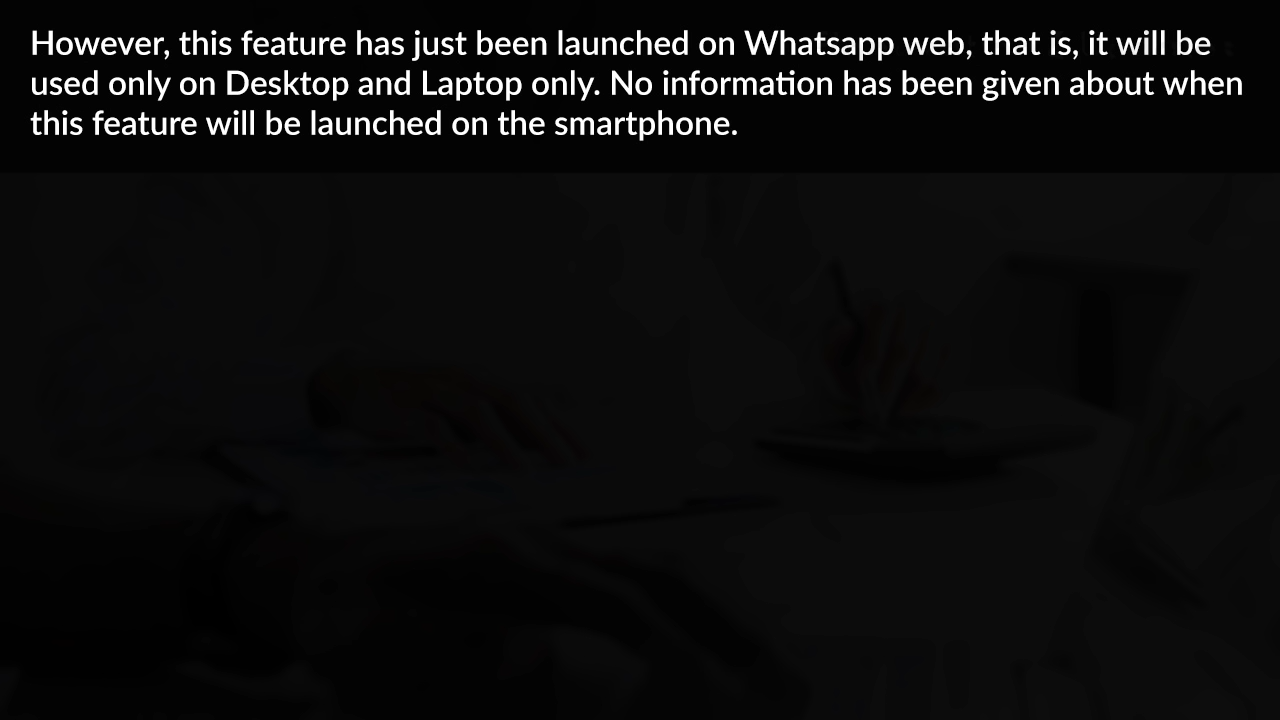 However, this feature has just been launched on Whatsapp web, that is, it will be
used only on Desktop and Laptop only. No information has been given about when
this feature will be launched on the smartphone.